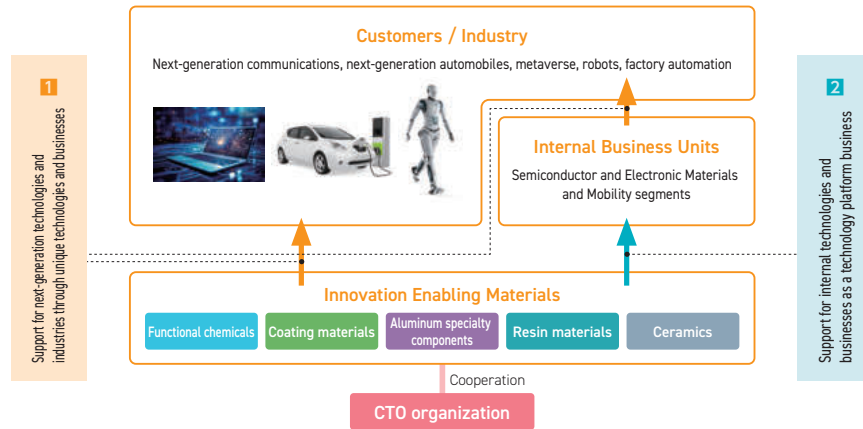 1
Support for next-generation technologies and
industries through unique technologies and businesses
Customers / Industry
Next-generation communications, next-generation automobiles, metaverse, robots, factory automation
Internal Business Units
Semiconductor and Electronic Materials
and Mobility segments
2
Support for internal technologies and
businesses as a technology platform business
Innovation Enabling Materials
Functional chemicals
Coating materials
Aluminum specialty
components
Resin materials
Ceramics
Cooperation
CTO organization